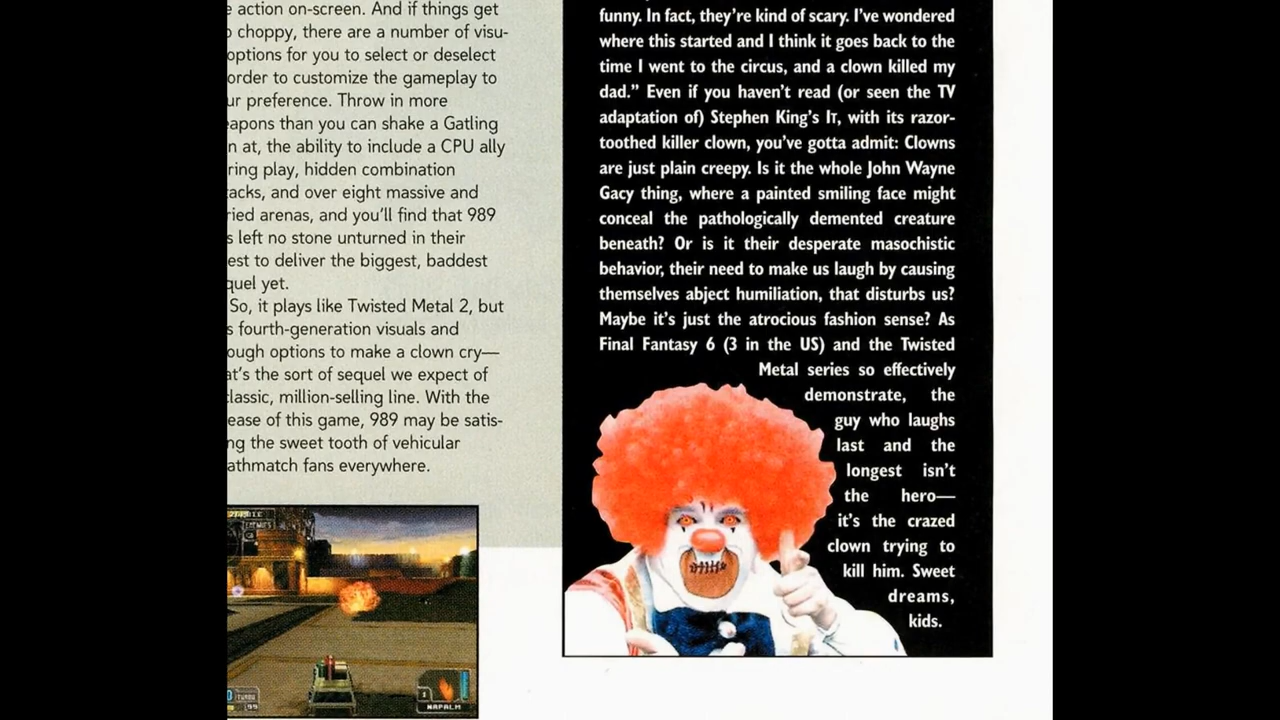 e action on-screen. And if things get
o choppy, there are a number of visu-
options for you to select or deselect
order to customize the gameplay to
ur preference. Throw in more
eapons than you can shake a Gatling
n at, the ability to include a CPU ally
ring play, hidden combination
tacks, and over eight massive and
ried arenas, and you'll find that 989
s left no stone unturned in their
est to deliver the biggest, baddest
quel yet.
So, it plays like Twisted Metal 2, but
s fourth-generation visuals and
ough options to make a clown cry—
at's the sort of sequel we expect of
classic, million-selling line. With the
ease of this game, 989 may be satis-
ng the sweet tooth of vehicular
athmatch fans everywhere.
ENEMIES
TURBO
99
1
NAPALM
funny. In fact, they're kind of scary. I've wondered
where this started and I think it goes back to the
time I went to the circus, and a clown killed my
dad.” Even if you haven't read (or seen the TV
adaptation of) Stephen King's IT, with its razor-
toothed killer clown, you've gotta admit: Clowns
are just plain creepy. Is it the whole John Wayne
Gacy thing, where a painted smiling face might
conceal the pathologically demented creature
beneath? Or is it their desperate masochistic
behavior, their need to make us laugh by causing
themselves abject humiliation, that disturbs us?
Maybe it's just the atrocious fashion sense? As
Final Fantasy 6 (3 in the US) and the Twisted
Metal series so effectively
demonstrate, the
guy who laughs
last and the
longest isn't
the hero—
it's the crazed
clown trying to
kill him. Sweet
dreams,
kids.